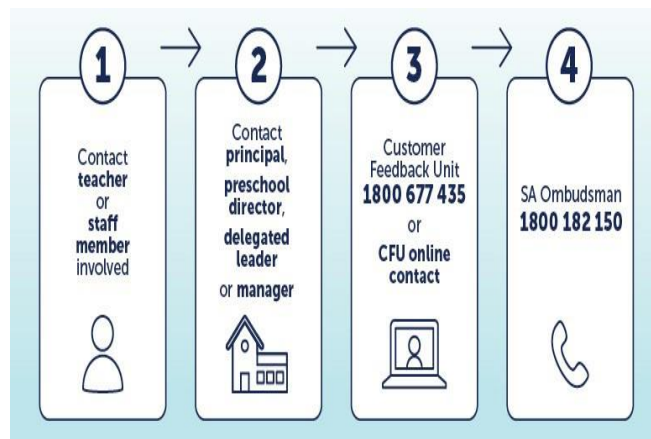 1
Contact
teacher
or
staff
member
involved
2
Contact
principal,
preschool
director,
delegated
leader
or manager
3
Customer
Feedback Unit
1800 677 435
or
CFU online
contact
4
SA Ombudsman
1800 182 150